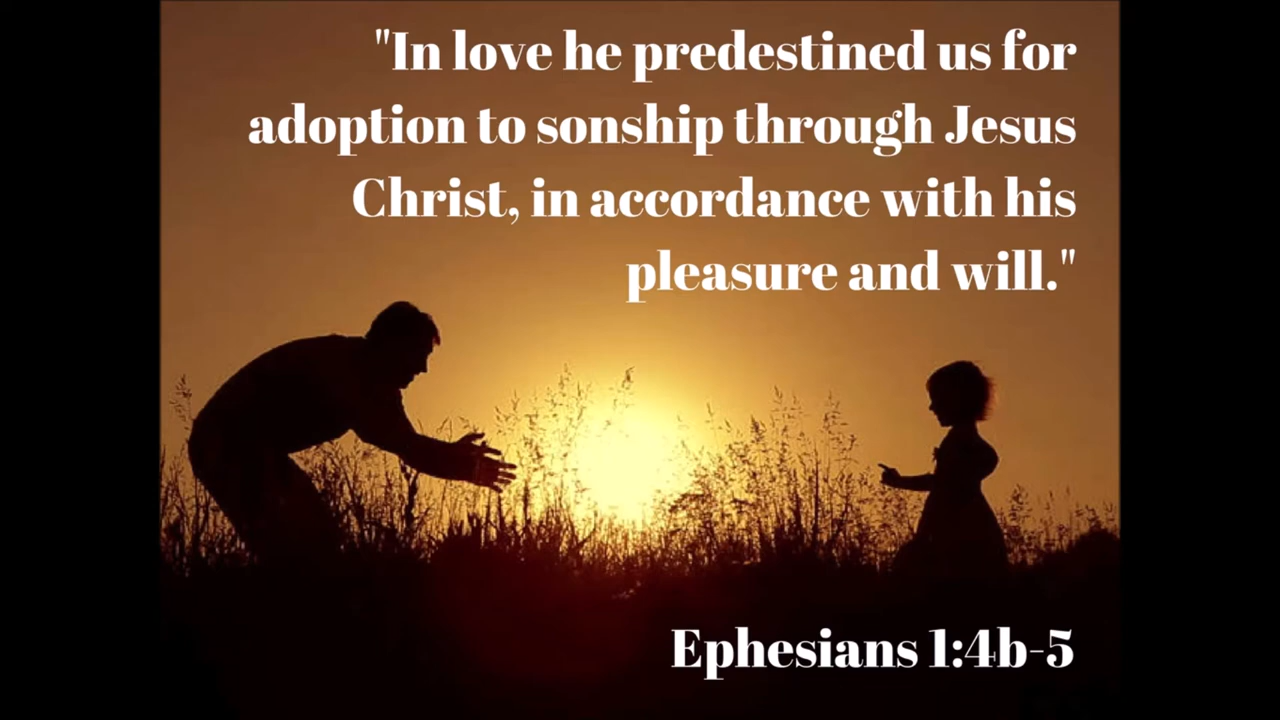 "In love he predestined us for
adoption to sonship through Jesus
Christ, in accordance with his
pleasure and will."
Ephesians 1:4b-5